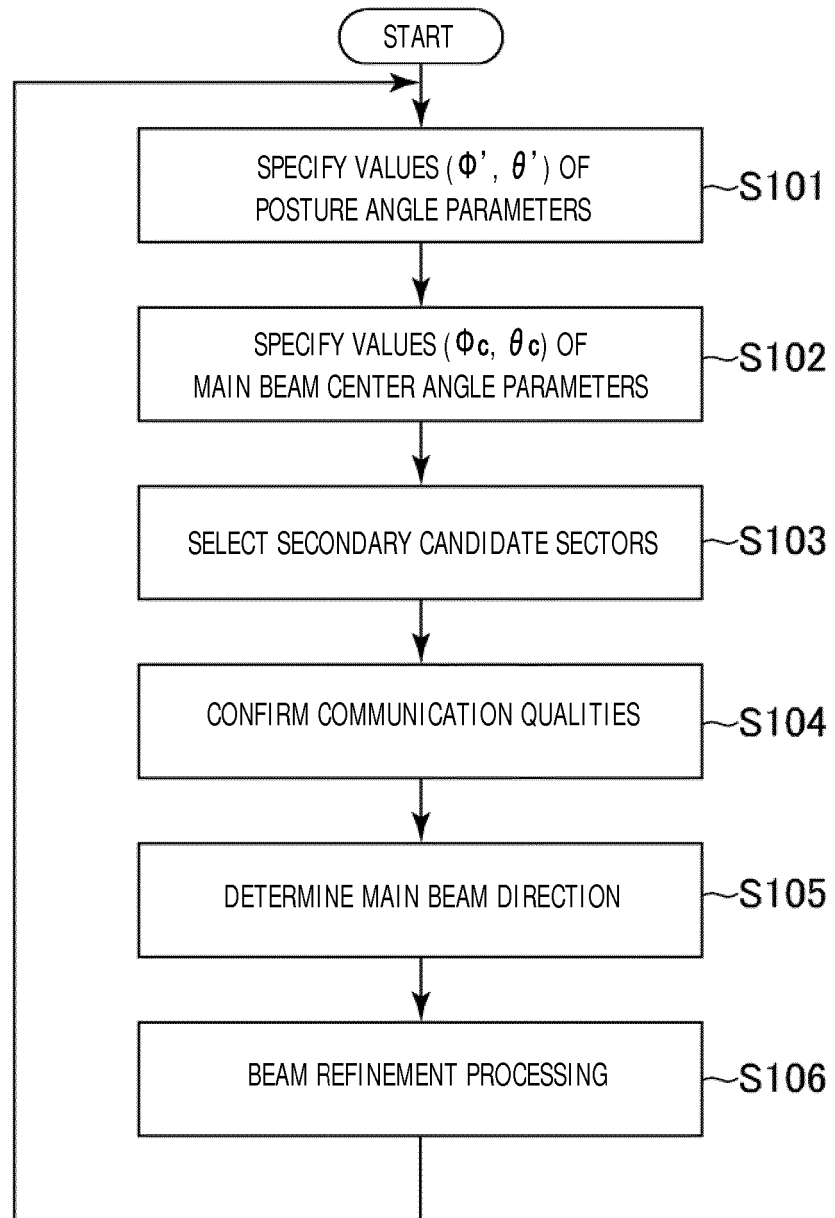 START
SPECIFY VALUES (Φ', θ') OF
POSTURE ANGLE PARAMETERS
S101
SPECIFY VALUES (Φc, θc) OF
MAIN BEAM CENTER ANGLE PARAMETERS
S102
SELECT SECONDARY CANDIDATE SECTORS
S103
CONFIRM COMMUNICATION QUALITIES
S104
DETERMINE MAIN BEAM DIRECTION
S105
BEAM REFINEMENT PROCESSING
S106